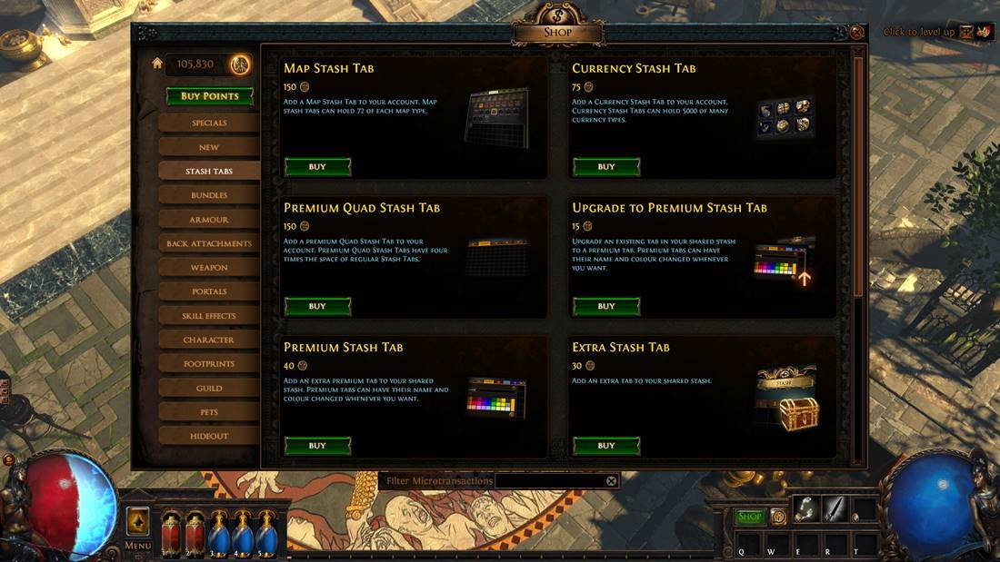 Shop
Click to level up
105,830
Buy Points
Specials
New
Stash Tabs
Bundles
Armour
Back Attachments
Weapon
Portals
Skill Effects
Character
Footprints
Guild
Pets
Hideout
Map Stash Tab
150
Add a Map Stash Tab to your account. Map
stash tabs can hold 72 of each map type.
Buy
Currency Stash Tab
75
Add a Currency Stash Tab to your account.
Currency Stash Tabs can hold 5000 of many
currency types.
Buy
Premium Quad Stash Tab
150
Add a premium Quad Stash Tab to your
account. Premium Quad Stash Tabs have four
times the space of regular Stash Tabs.
Buy
Upgrade to Premium Stash Tab
15
Upgrade an existing tab in your shared stash
to a premium tab. Premium tabs can have
their name and colour changed whenever
you want.
Buy
Premium Stash Tab
40
Add an extra premium tab to your shared
stash. Premium tabs can have their name and
colour changed whenever you want.
Buy
Extra Stash Tab
30
Add an extra tab to your shared stash.
Stash
Buy
Filter Microtransactions
Menu
1 2 3 4 5
Shop
Q W E R T